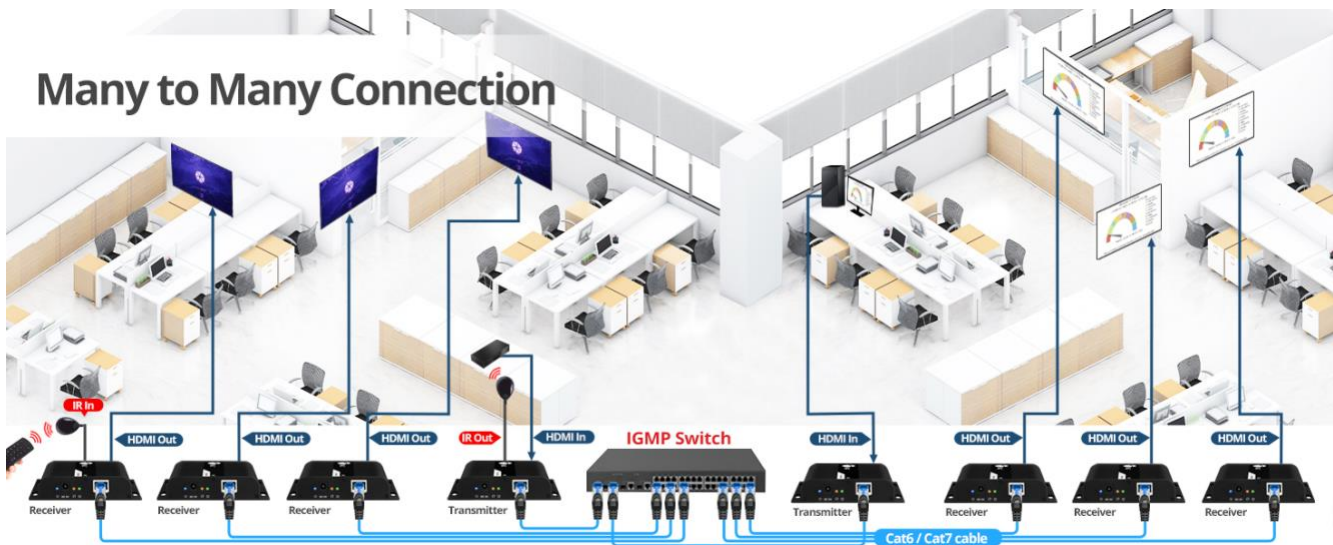 Many to Many Connection
IR In
HDMI Out
HDMI Out
HDMI Out
IR Out
HDMI In
IGMP Switch
HDMI In
HDMI Out
HDMI Out
HDMI Out
Receiver
Receiver
Receiver
Transmitter
Transmitter
Receiver
Receiver
Receiver
Cat6 / Cat7 cable